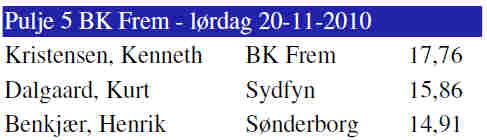 Pulje 5 BK Frem - lørdag 20-11-2010
Kristensen, Kenneth BK Frem 17,76
Dalgaard, Kurt Sydfyn 15,86
Benkjær, Henrik Sønderborg 14,91